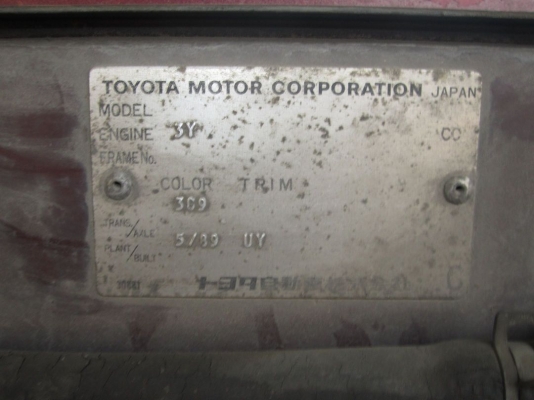 TOYOTA MOTOR CORPORATION JAPAN
MODEL
ENGINE 3Y CC
FRAME No.
COLOR TRIM
309
TRANS/AXLE
5/89 UY
PLANT/BUILT
C